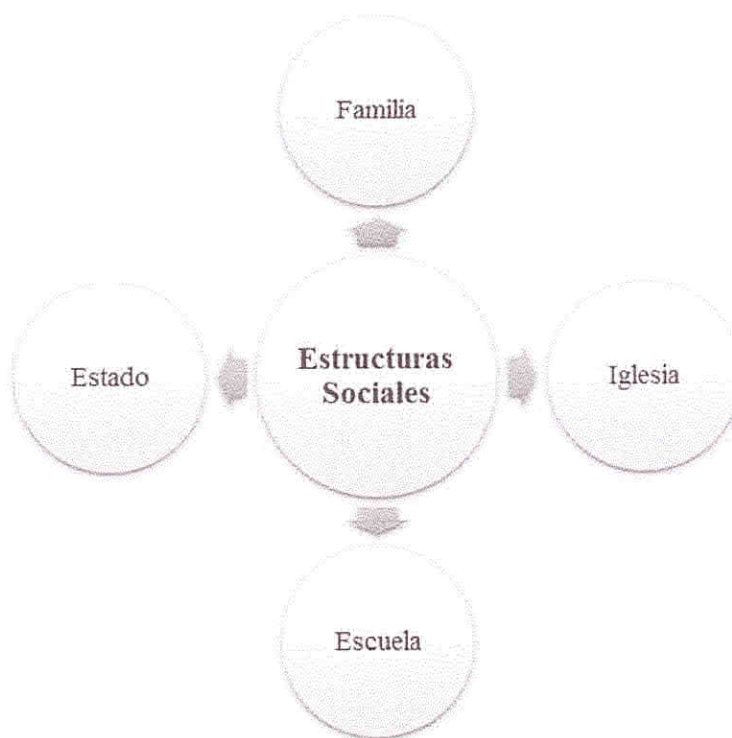 Familia
Estado
Estructuras
Sociales
Iglesia
Escuela